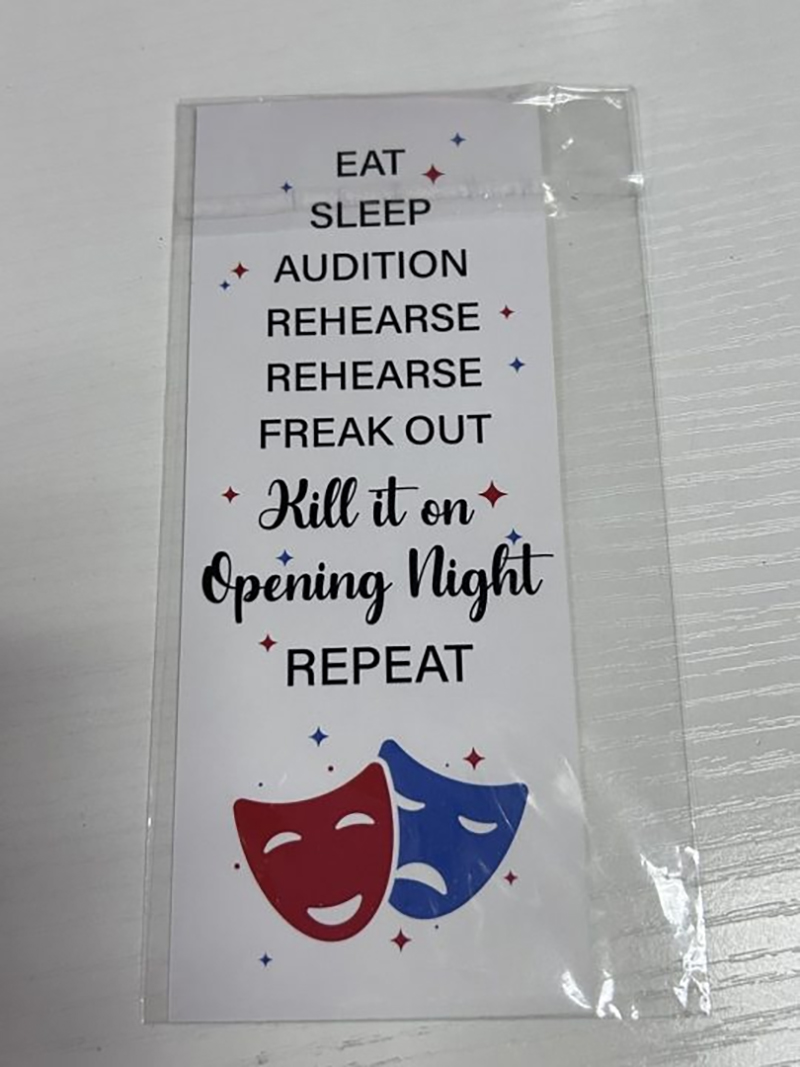 EAT
SLEEP
AUDITION
REHEARSE
REHEARSE
FREAK OUT
Kill it on
Opening Night
REPEAT